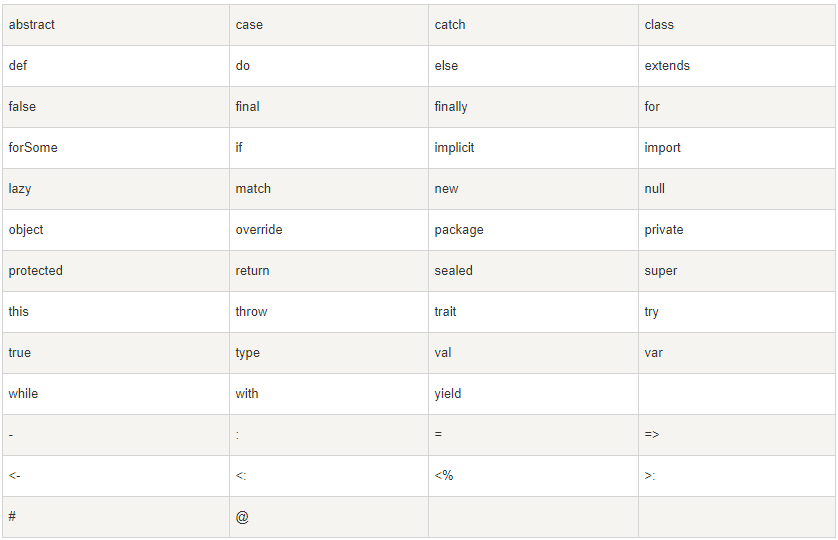 abstract case catch class
def do else extends
false final finally for
forSome if implicit import
lazy match new null
object override package private
protected return sealed super
this throw trait try
true type val var
while with yield
- : = =>
<- <: <% >:
# @